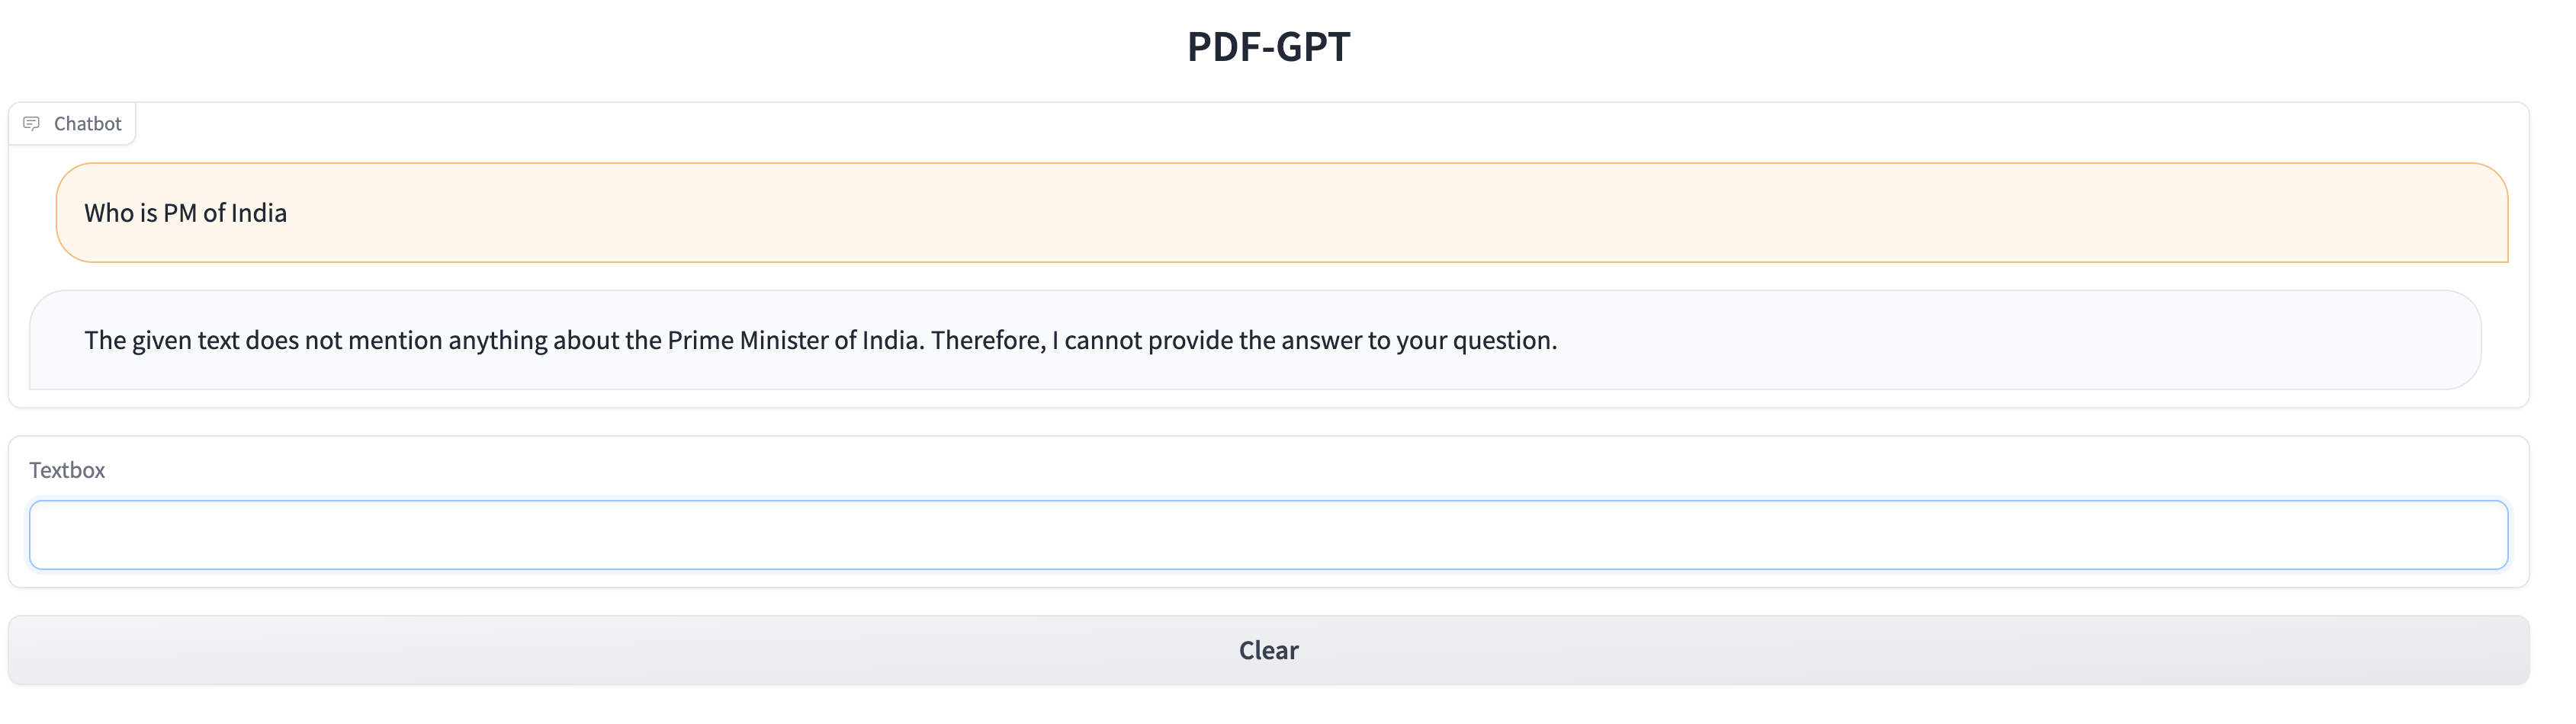 PDF-GPT
Chatbot
Who is PM of India
The given text does not mention anything about the Prime Minister of India. Therefore, I cannot provide the answer to your question.
Textbox
Clear